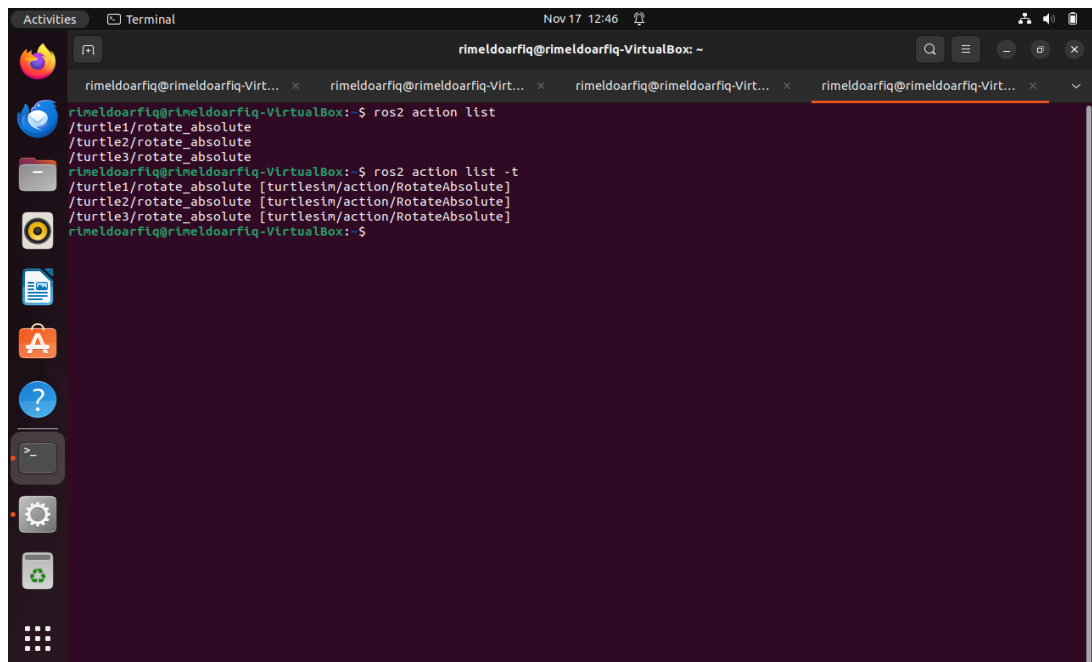 Activities
Terminal
Nov 17 12:46
rimeldoarfiq@rimeldoarfiq-VirtualBox: ~
rimeldoarfiq@rimeldoarfiq-Virt...
rimeldoarfiq@rimeldoarfiq-Virt...
rimeldoarfiq@rimeldoarfiq-Virt...
rimeldoarfiq@rimeldoarfiq-Virt...
rimeldoarfiq@rimeldoarfiq-VirtualBox:~$ ros2 action list
/turtle1/rotate_absolute
/turtle2/rotate_absolute
/turtle3/rotate_absolute
rimeldoarfiq@rimeldoarfiq-VirtualBox:~$ ros2 action list -t
/turtle1/rotate_absolute [turtlesim/action/RotateAbsolute]
/turtle2/rotate_absolute [turtlesim/action/RotateAbsolute]
/turtle3/rotate_absolute [turtlesim/action/RotateAbsolute]
rimeldoarfiq@rimeldoarfiq-VirtualBox:~$